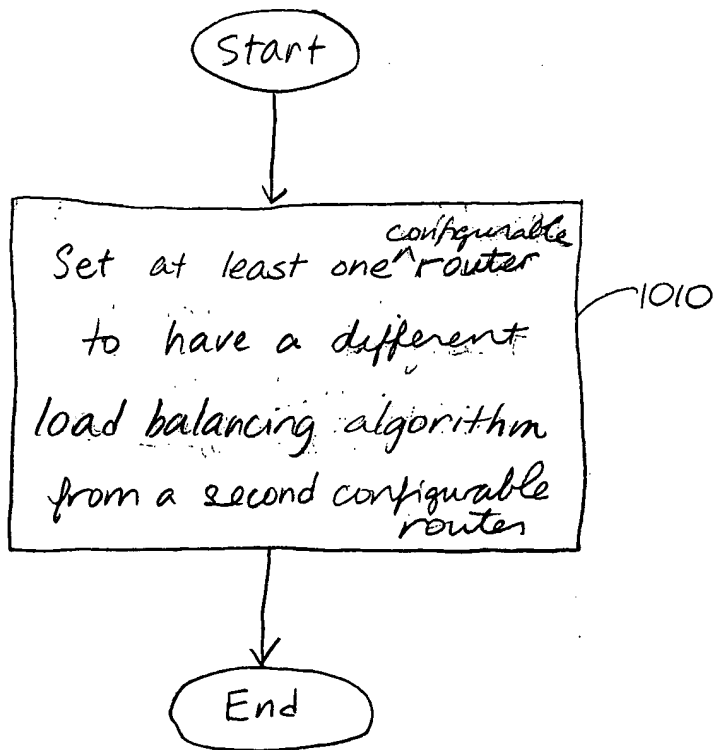 Start
Set at least one ^ configurable router
to have a different
load balancing algorithm
from a second configurable
router
1010
End